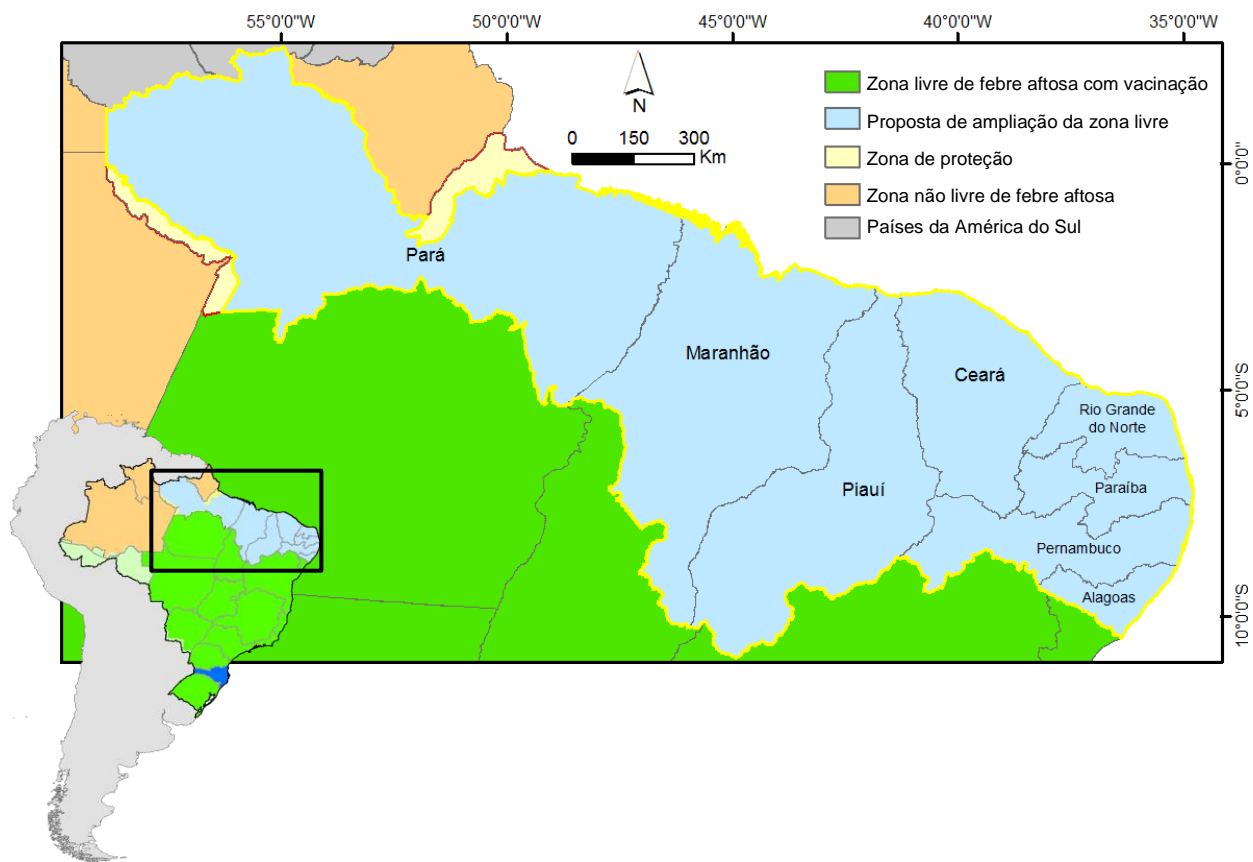 55°0'0"W 50°0'0"W 45°0'0"W 40°0'0"W 35°0'0"W
Zona livre de febre aftosa com vacinação
Proposta de ampliação da zona livre
Zona de proteção
Zona não livre de febre aftosa
Países da América do Sul
N
0 150 300
Km
0°0'0"
5°0'0"S
10°0'0"S
Pará
Maranhão
Ceará
Rio Grande
do Norte
Paraíba
Piauí
Pernambuco
Alagoas